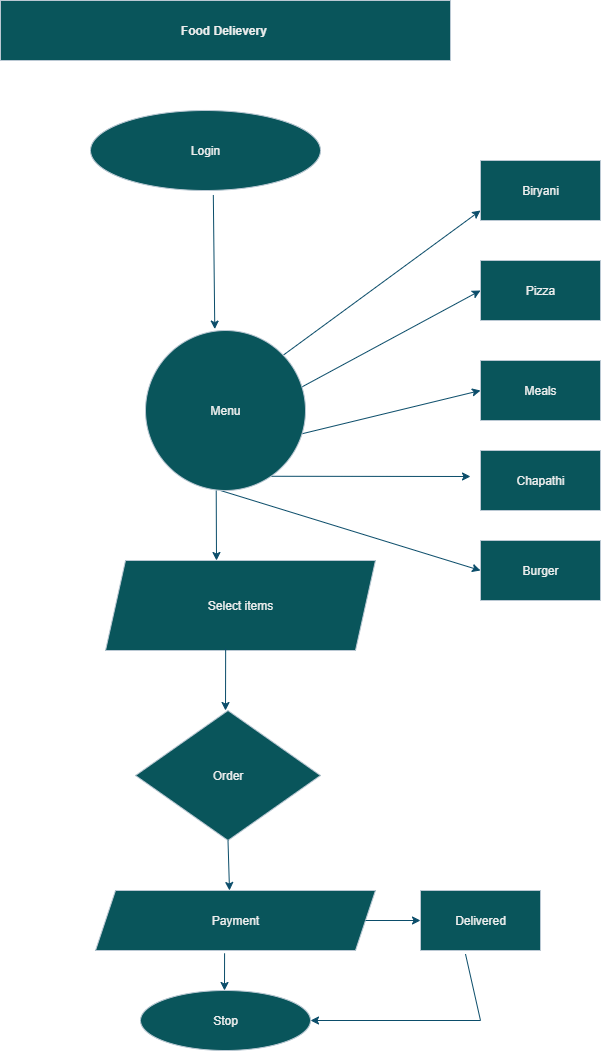 Food Delievery
Login
Biryani
Pizza
Menu
Meals
Chapathi
Burger
Select items
Order
Payment
Delivered
Stop